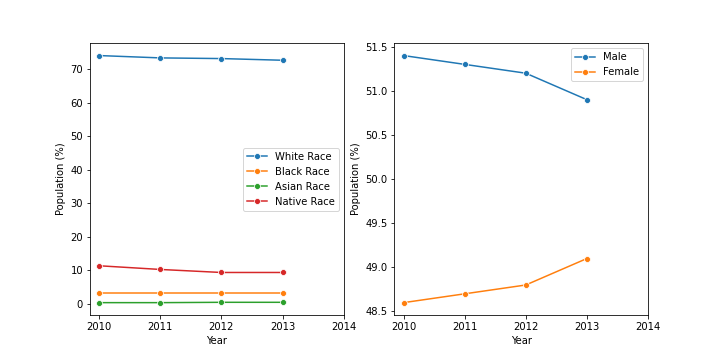 70
60
50
40
30
20
10
0
Population (%)
2010 2011 2012 2013 2014
Year
White Race
Black Race
Asian Race
Native Race
51.5
51.0
50.5
50.0
49.5
49.0
48.5
Population (%)
2010 2011 2012 2013 2014
Year
Male
Female